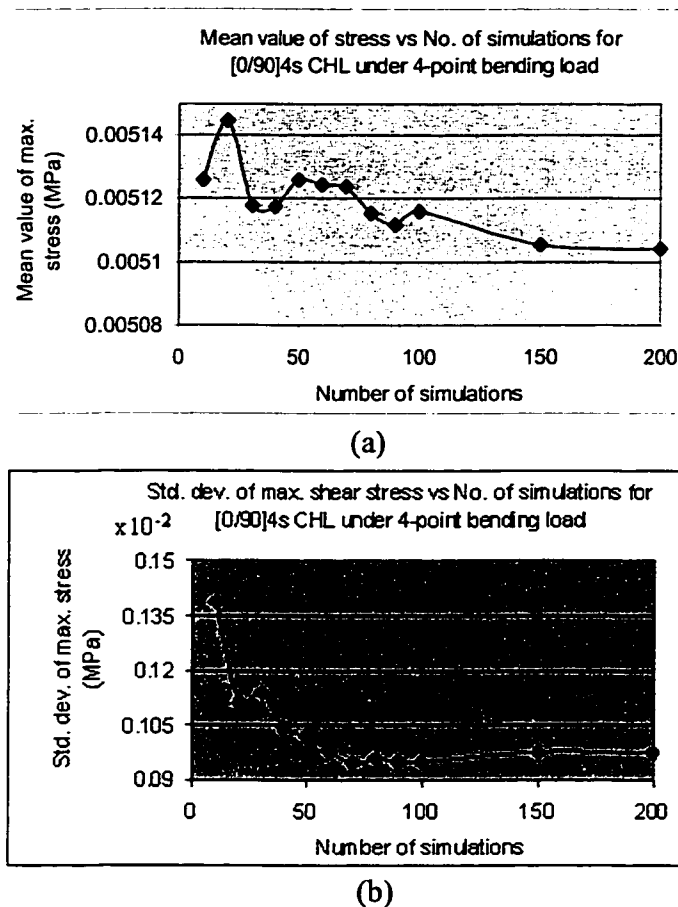 Mean value of stress vs No. of simulations for
[0/90]4s CHL under 4-point bending load
Mean value of max.
stress (MPa)
0.00514
0.00512
0.0051
0.00508
0
50
100
150
200
Number of simulations
(a)
Std. dev. of max. shear stress vs No. of simulations for
[0/90]4s CHL under 4-point bending load
x10-2
Std. dev. of max. stress
(MPa)
0.15
0.135
0.12
0.105
0.09
0
50
100
150
200
Number of simulations
(b)